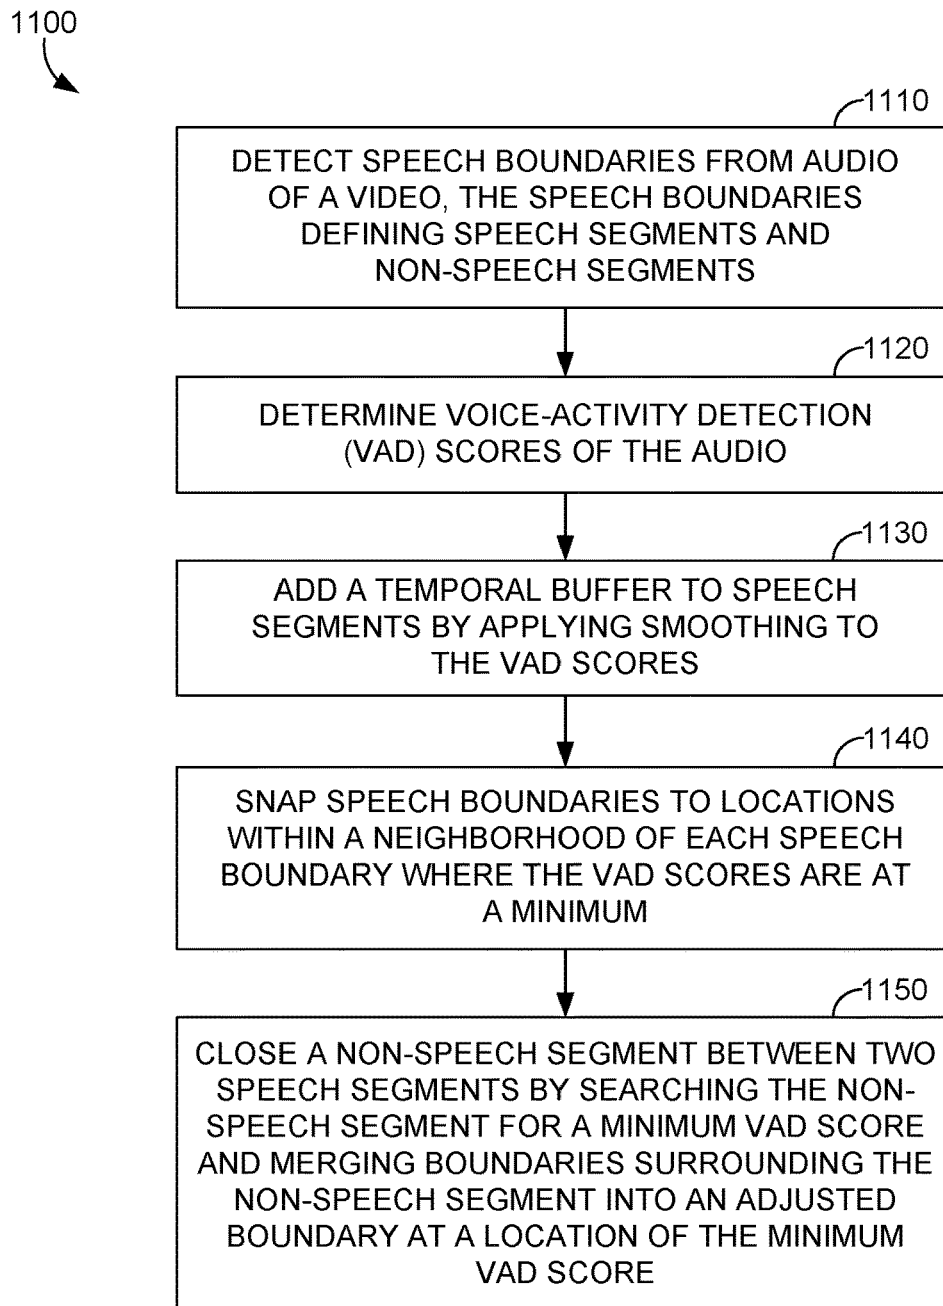 1100
1110
DETECT SPEECH BOUNDARIES FROM AUDIO
OF A VIDEO, THE SPEECH BOUNDARIES
DEFINING SPEECH SEGMENTS AND
NON-SPEECH SEGMENTS
1120
DETERMINE VOICE-ACTIVITY DETECTION
(VAD) SCORES OF THE AUDIO
1130
ADD A TEMPORAL BUFFER TO SPEECH
SEGMENTS BY APPLYING SMOOTHING TO
THE VAD SCORES
1140
SNAP SPEECH BOUNDARIES TO LOCATIONS
WITHIN A NEIGHBORHOOD OF EACH SPEECH
BOUNDARY WHERE THE VAD SCORES ARE AT
A MINIMUM
1150
CLOSE A NON-SPEECH SEGMENT BETWEEN TWO
SPEECH SEGMENTS BY SEARCHING THE NON-
SPEECH SEGMENT FOR A MINIMUM VAD SCORE
AND MERGING BOUNDARIES SURROUNDING THE
NON-SPEECH SEGMENT INTO AN ADJUSTED
BOUNDARY AT A LOCATION OF THE MINIMUM
VAD SCORE